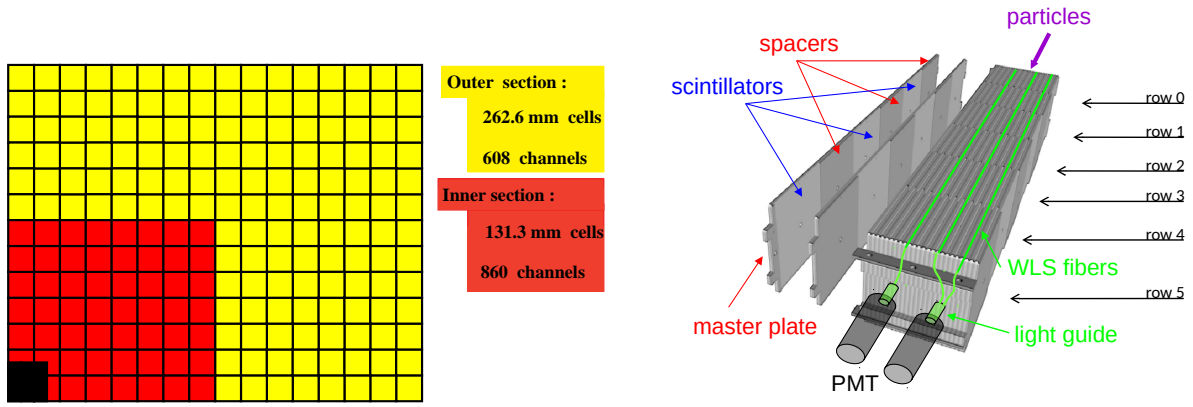 Outer section :
262.6 mm cells
608 channels
Inner section :
131.3 mm cells
860 channels
particles
spacers
scintillators
row 0
row 1
row 2
row 3
row 4
WLS fibers
row 5
master plate
light guide
PMT